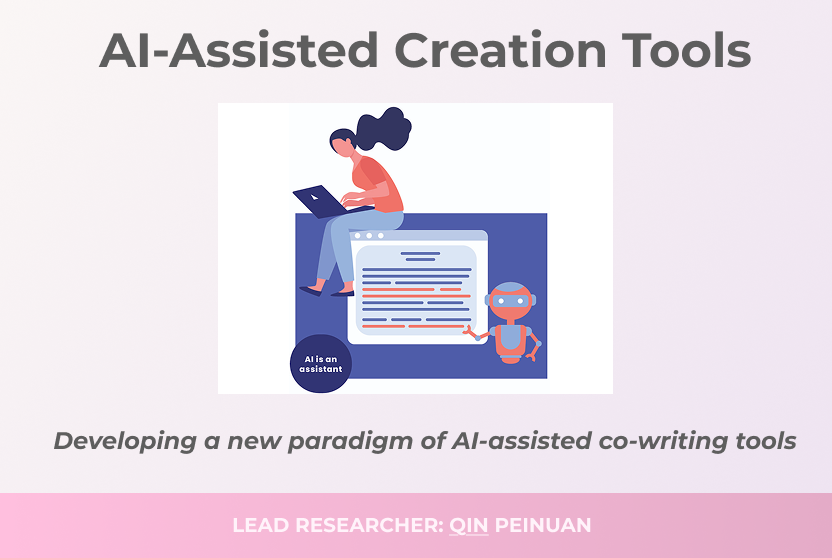 AI-Assisted Creation Tools
AI is an
assistant
Developing a new paradigm of AI-assisted co-writing tools
LEAD RESEARCHER: QIN PEINUAN